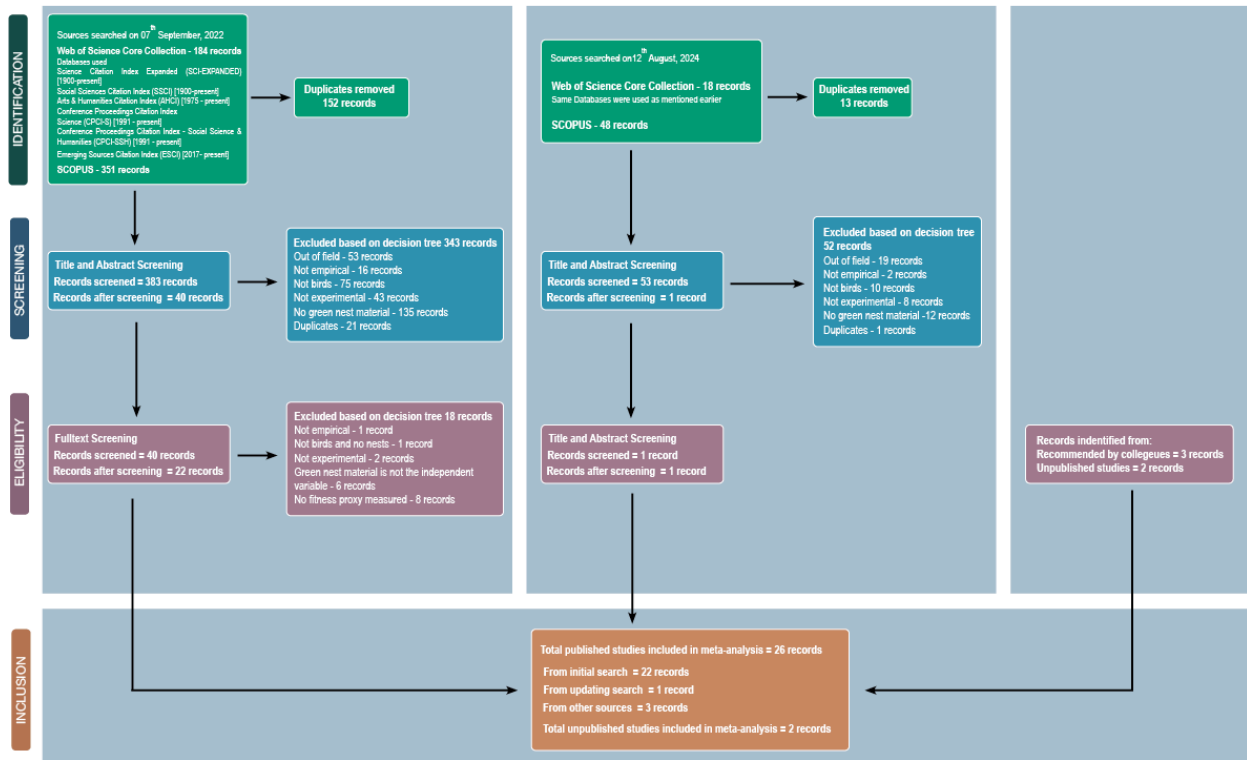 IDENTIFICATION
Sources searched on 07th September, 2022
Web of Science Core Collection - 184 records
Databases used
Science Citation Index Expanded (SCI-EXPANDED)
[1900-present]
Social Sciences Citation Index (SSCI) [1900-present]
Arts & Humanities Citation Index (AHCI) [1975 - present]
Conference Proceedings Citation Index
Science (CPCI-S) [1991 - present]
Conference Proceedings Citation Index - Social Science &
Humanities (CPCI-SSH) [1991 - present]
Emerging Sources Citation Index (ESCI) [2017- present]
SCOPUS - 351 records
Duplicates removed
152 records
Sources searched on12th August, 2024
Web of Science Core Collection - 18 records
Same Databases were used as mentioned earlier
SCOPUS - 48 records
Duplicates removed
13 records
SCREENING
Title and Abstract Screening
Records screened = 383 records
Records after screening = 40 records
Excluded based on decision tree 343 records
Out of field - 53 records
Not empirical - 16 records
Not birds - 75 records
Not experimental - 43 records
No green nest material - 135 records
Duplicates - 21 records
Title and Abstract Screening
Records screened = 53 records
Records after screening = 1 record
Excluded based on decision tree
52 records
Out of field - 19 records
Not empirical - 2 records
Not birds - 10 records
Not experimental - 8 records
No green nest material -12 records
Duplicates - 1 records
ELIGIBILITY
Fulltext Screening
Records screened = 40 records
Records after screening = 22 records
Excluded based on decision tree 18 records
Not empirical - 1 record
Not birds and no nests - 1 record
Not experimental - 2 records
Green nest material is not the independent
variable - 6 records
No fitness proxy measured - 8 records
Title and Abstract Screening
Records screened = 1 record
Records after screening = 1 record
Records indentified from:
Recommended by collegeues = 3 records
Unpublished studies = 2 records
INCLUSION
Total published studies included in meta-analysis = 26 records
From initial search = 22 records
From updating search = 1 record
From other sources = 3 records
Total unpublished studies included in meta-analysis = 2 records